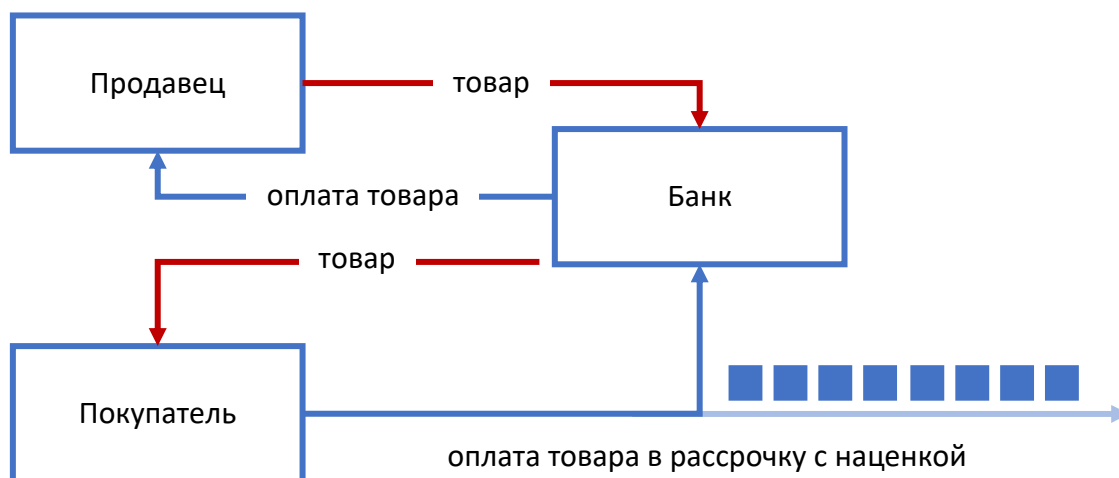 Продавец
товар
оплата товара
Банк
товар
Покупатель
оплата товара в рассрочку с наценкой